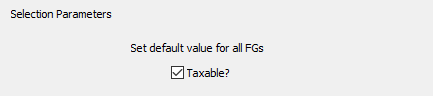 Selection Parameters
Set default value for all FGs
Taxable?